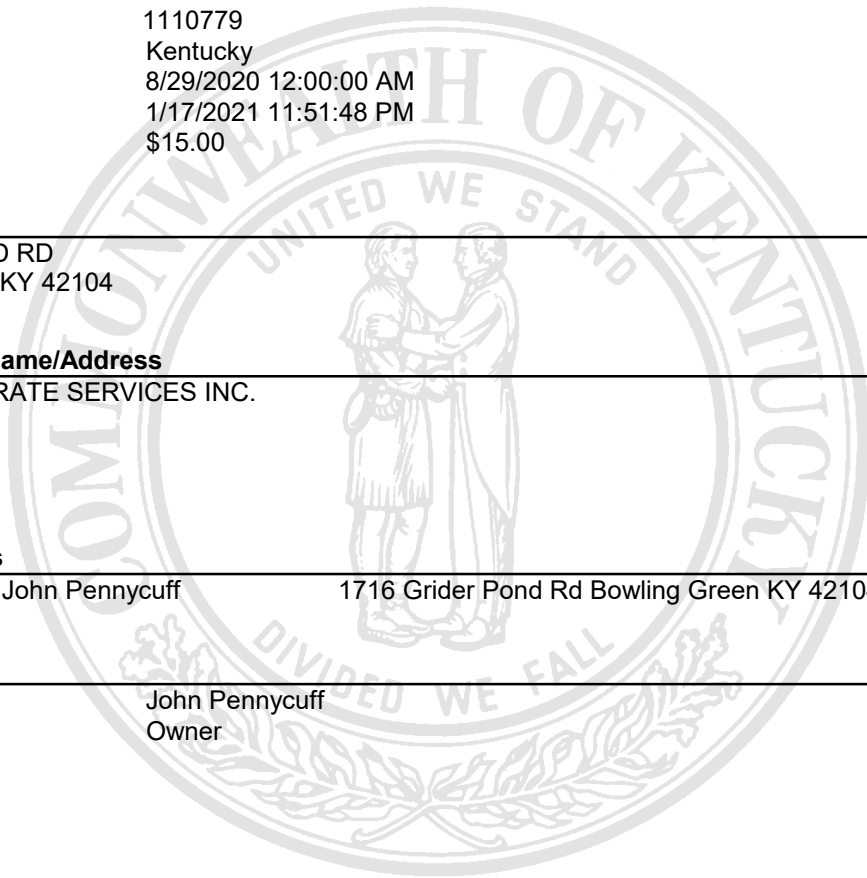 1110779
Kentucky
8/29/2020 12:00:00 AM
1/17/2021 11:51:48 PM
$15.00
D RD
KY 42104
ame/Address
RATE SERVICES INC.
s
John Pennycuff 1716 Grider Pond Rd Bowling Green KY 4210
John Pennycuff
Owner
COMMONWEALTH OF KENTUCKY
UNITED WE STAND
DIVIDED WE FALL